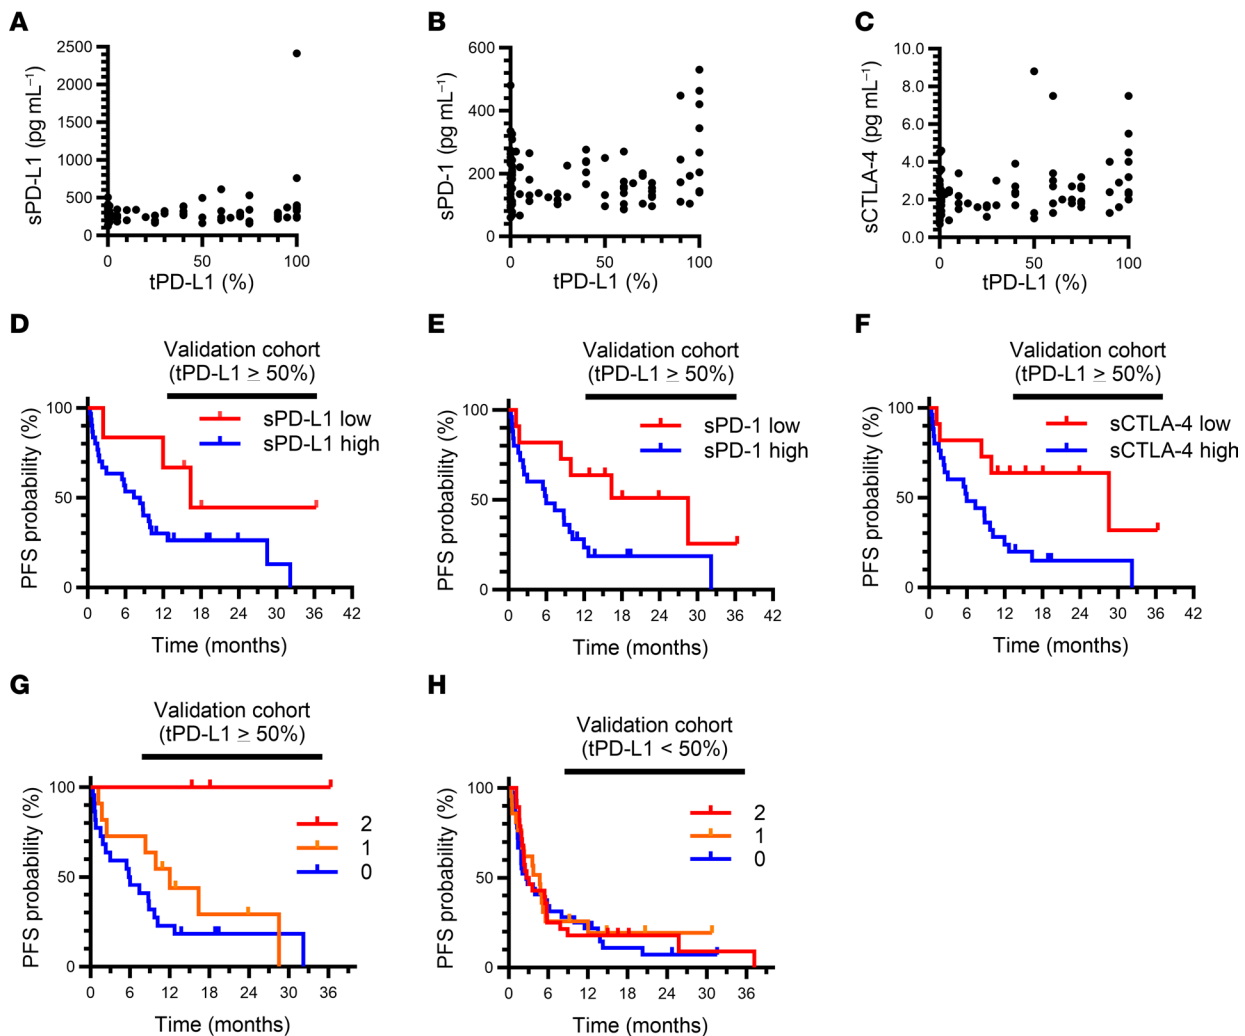 A
sPD-L1 (pg mL⁻¹)
2500
2000
1500
1000
500
0
0 50 100
tPD-L1 (%)
B
sPD-1 (pg mL⁻¹)
600
400
200
0
0 50 100
tPD-L1 (%)
C
sCTLA-4 (pg mL⁻¹)
10.0
8.0
6.0
4.0
2.0
0.0
0 50 100
tPD-L1 (%)
D
Validation cohort
(tPD-L1 ≥ 50%)
sPD-L1 low
sPD-L1 high
PFS probability (%)
100
50
0
0 6 12 18 24 30 36 42
Time (months)
E
Validation cohort
(tPD-L1 ≥ 50%)
sPD-1 low
sPD-1 high
PFS probability (%)
100
50
0
0 6 12 18 24 30 36 42
Time (months)
F
Validation cohort
(tPD-L1 ≥ 50%)
sCTLA-4 low
sCTLA-4 high
PFS probability (%)
100
50
0
0 6 12 18 24 30 36 42
Time (months)
G
Validation cohort
(tPD-L1 ≥ 50%)
2
1
0
PFS probability (%)
100
50
0
0 6 12 18 24 30 36
Time (months)
H
Validation cohort
(tPD-L1 < 50%)
2
1
0
PFS probability (%)
100
50
0
0 6 12 18 24 30 36
Time (months)